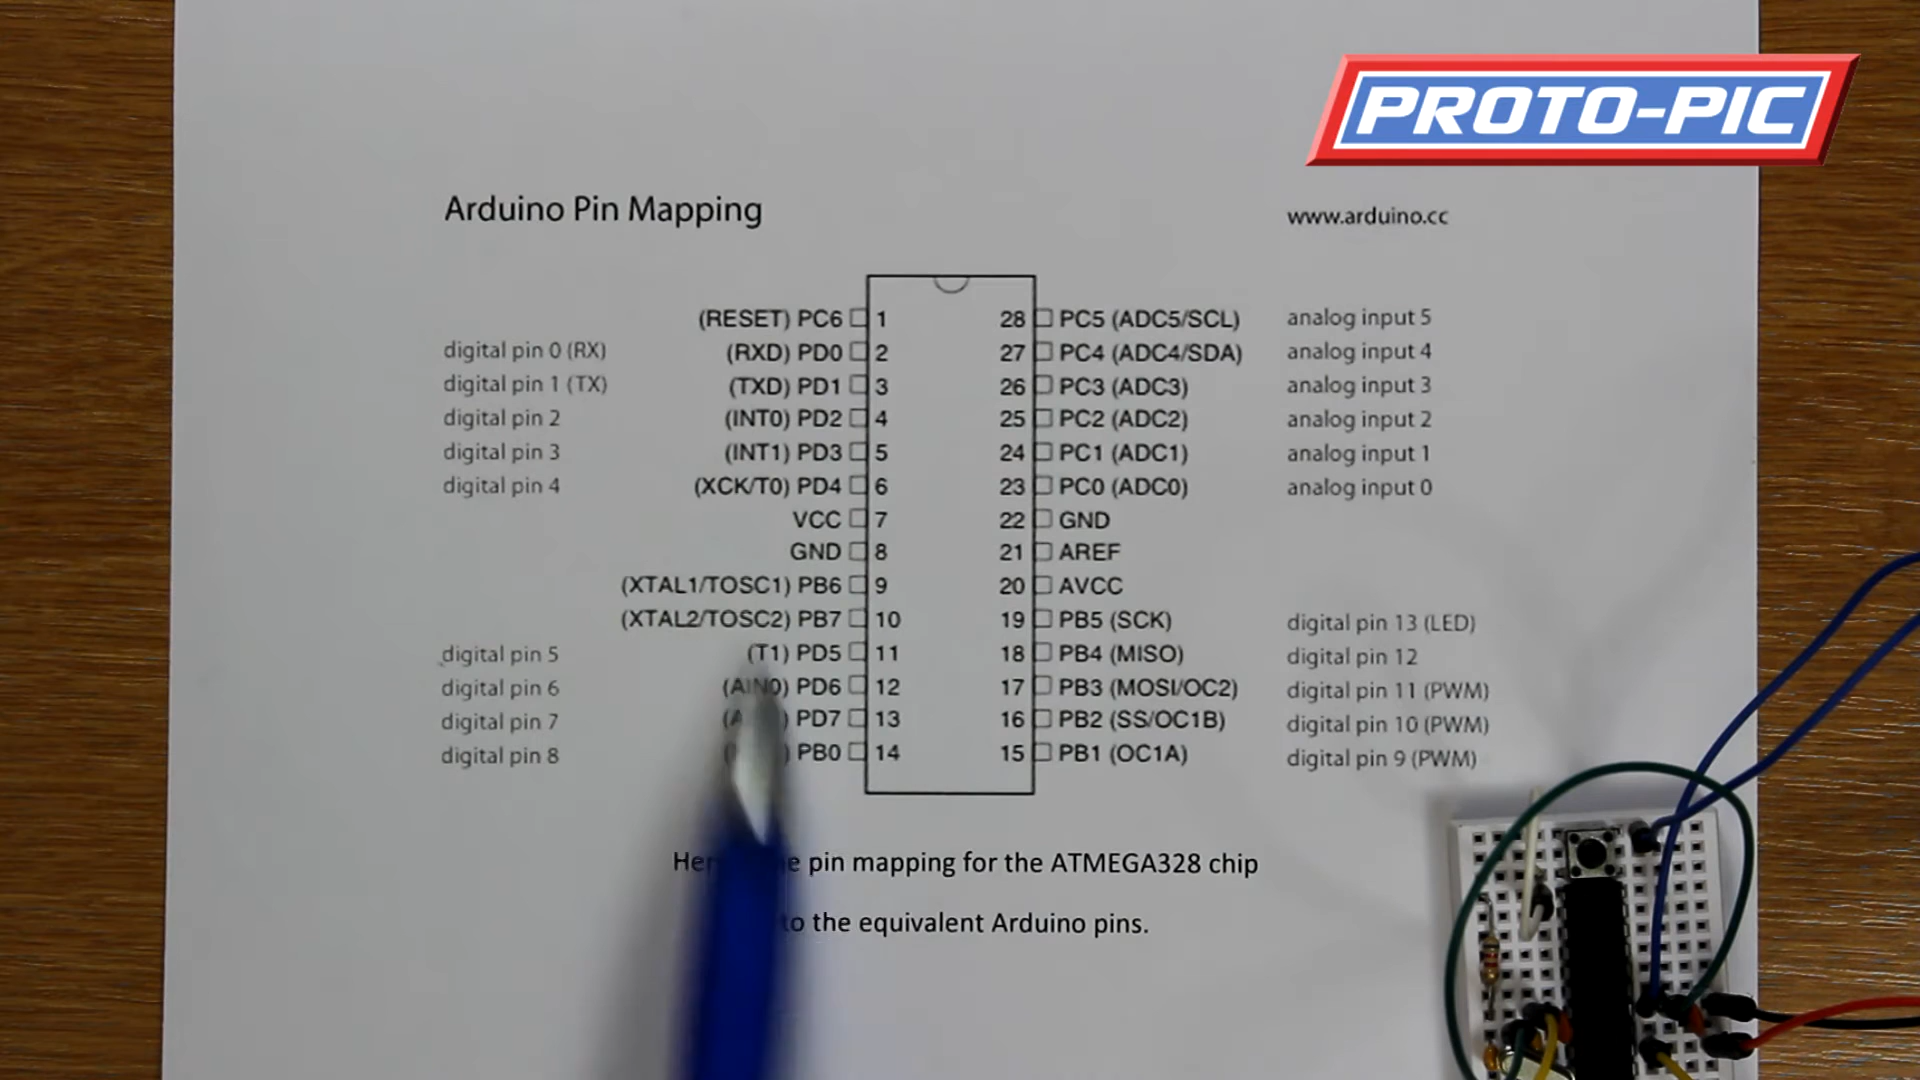 PROTO-PIC
Arduino Pin Mapping www.arduino.cc
(RESET) PC6 1 28 PC5 (ADC5/SCL) analog input 5
digital pin 0 (RX) (RXD) PD0 2 27 PC4 (ADC4/SDA) analog input 4
digital pin 1 (TX) (TXD) PD1 3 26 PC3 (ADC3) analog input 3
digital pin 2 (INT0) PD2 4 25 PC2 (ADC2) analog input 2
digital pin 3 (INT1) PD3 5 24 PC1 (ADC1) analog input 1
digital pin 4 (XCK/T0) PD4 6 23 PC0 (ADC0) analog input 0
VCC 7 22 GND
GND 8 21 AREF
(XTAL1/TOSC1) PB6 9 20 AVCC
(XTAL2/TOSC2) PB7 10 19 PB5 (SCK) digital pin 13 (LED)
digital pin 5 (T1) PD5 11 18 PB4 (MISO) digital pin 12
digital pin 6 (AIN0) PD6 12 17 PB3 (MOSI/OC2) digital pin 11 (PWM)
digital pin 7 PD7 13 16 PB2 (SS/OC1B) digital pin 10 (PWM)
digital pin 8 PB0 14 15 PB1 (OC1A) digital pin 9 (PWM)
pin mapping for the ATMEGA328 chip
to the equivalent Arduino pins.